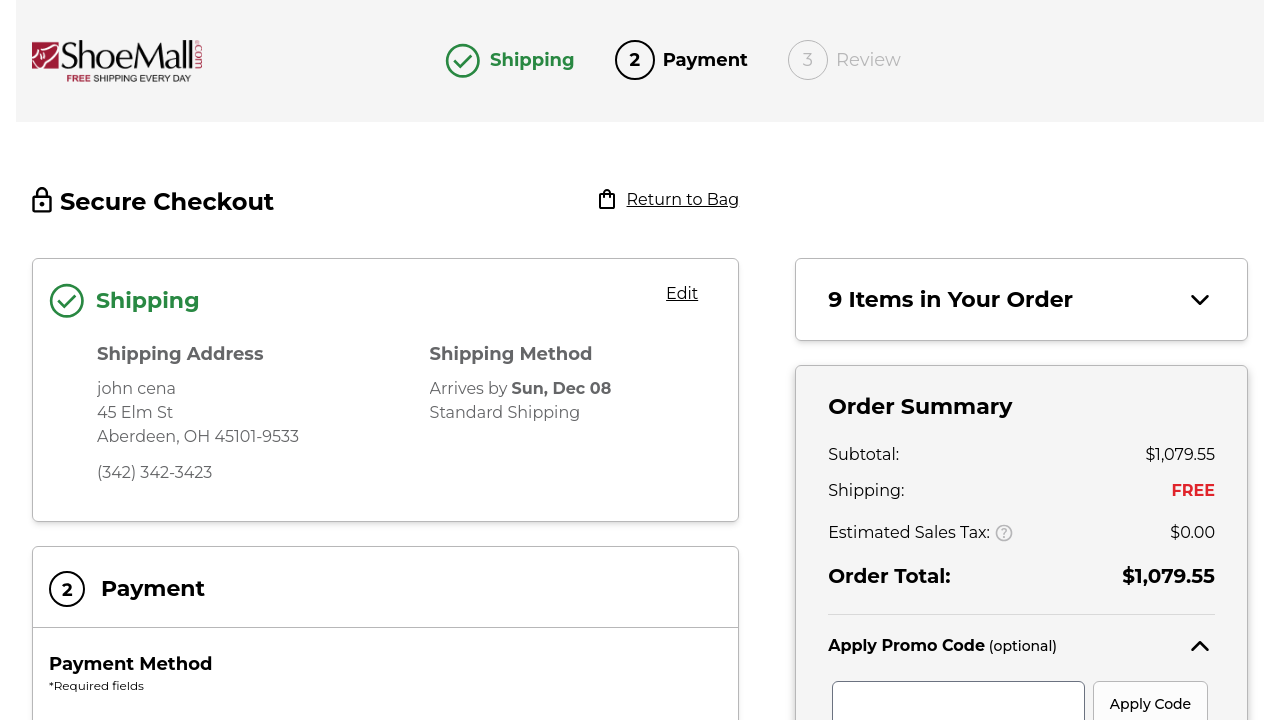 ShoeMall.com
FREE SHIPPING EVERY DAY
Shipping
2 Payment
3 Review
Secure Checkout
Return to Bag
Shipping
Edit
Shipping Address
john cena
45 Elm St
Aberdeen, OH 45101-9533
(342) 342-3423
Shipping Method
Arrives by Sun, Dec 08
Standard Shipping
2 Payment
Payment Method
*Required fields
9 Items in Your Order
Order Summary
Subtotal: $1,079.55
Shipping: FREE
Estimated Sales Tax: ? $0.00
Order Total: $1,079.55
Apply Promo Code (optional)
Apply Code